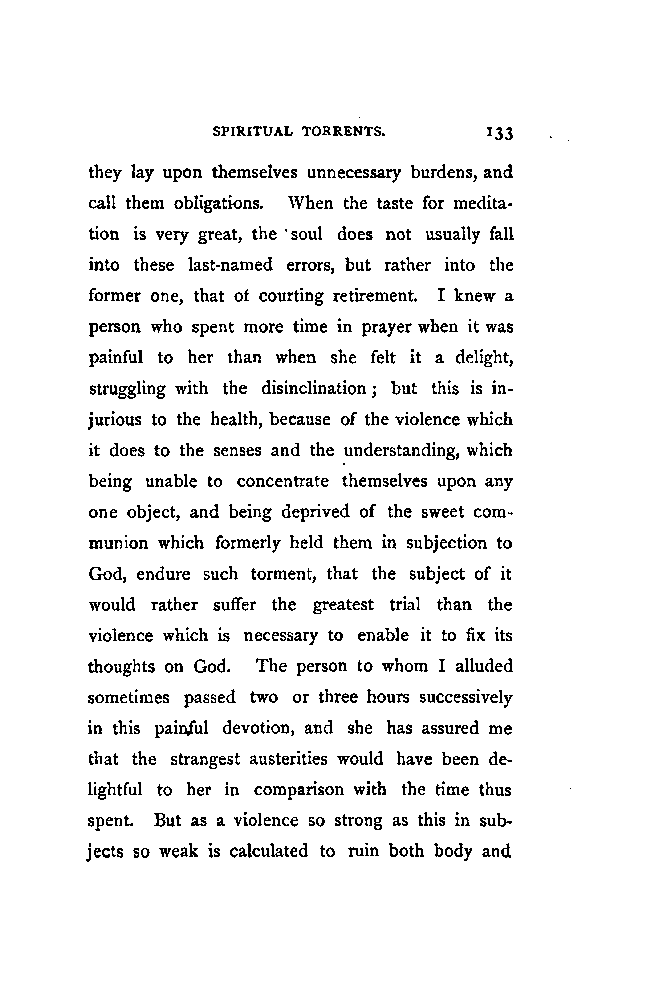 SPIRITUAL TORRENTS. 133
they lay upon themselves unnecessary burdens, and
call them obligations. When the taste for medita-
tion is very great, the soul does not usually fall
into these last-named errors, but rather into the
former one, that of courting retirement. I knew a
person who spent more time in prayer when it was
painful to her than when she felt it a delight,
struggling with the disinclination; but this is in-
jurious to the health, because of the violence which
it does to the senses and the understanding, which
being unable to concentrate themselves upon any
one object, and being deprived of the sweet com-
munion which formerly held them in subjection to
God, endure such torment, that the subject of it
would rather suffer the greatest trial than the
violence which is necessary to enable it to fix its
thoughts on God. The person to whom I alluded
sometimes passed two or three hours successively
in this painful devotion, and she has assured me
that the strangest austerities would have been de-
lightful to her in comparison with the time thus
spent. But as a violence so strong as this in sub-
jects so weak is calculated to ruin both body and